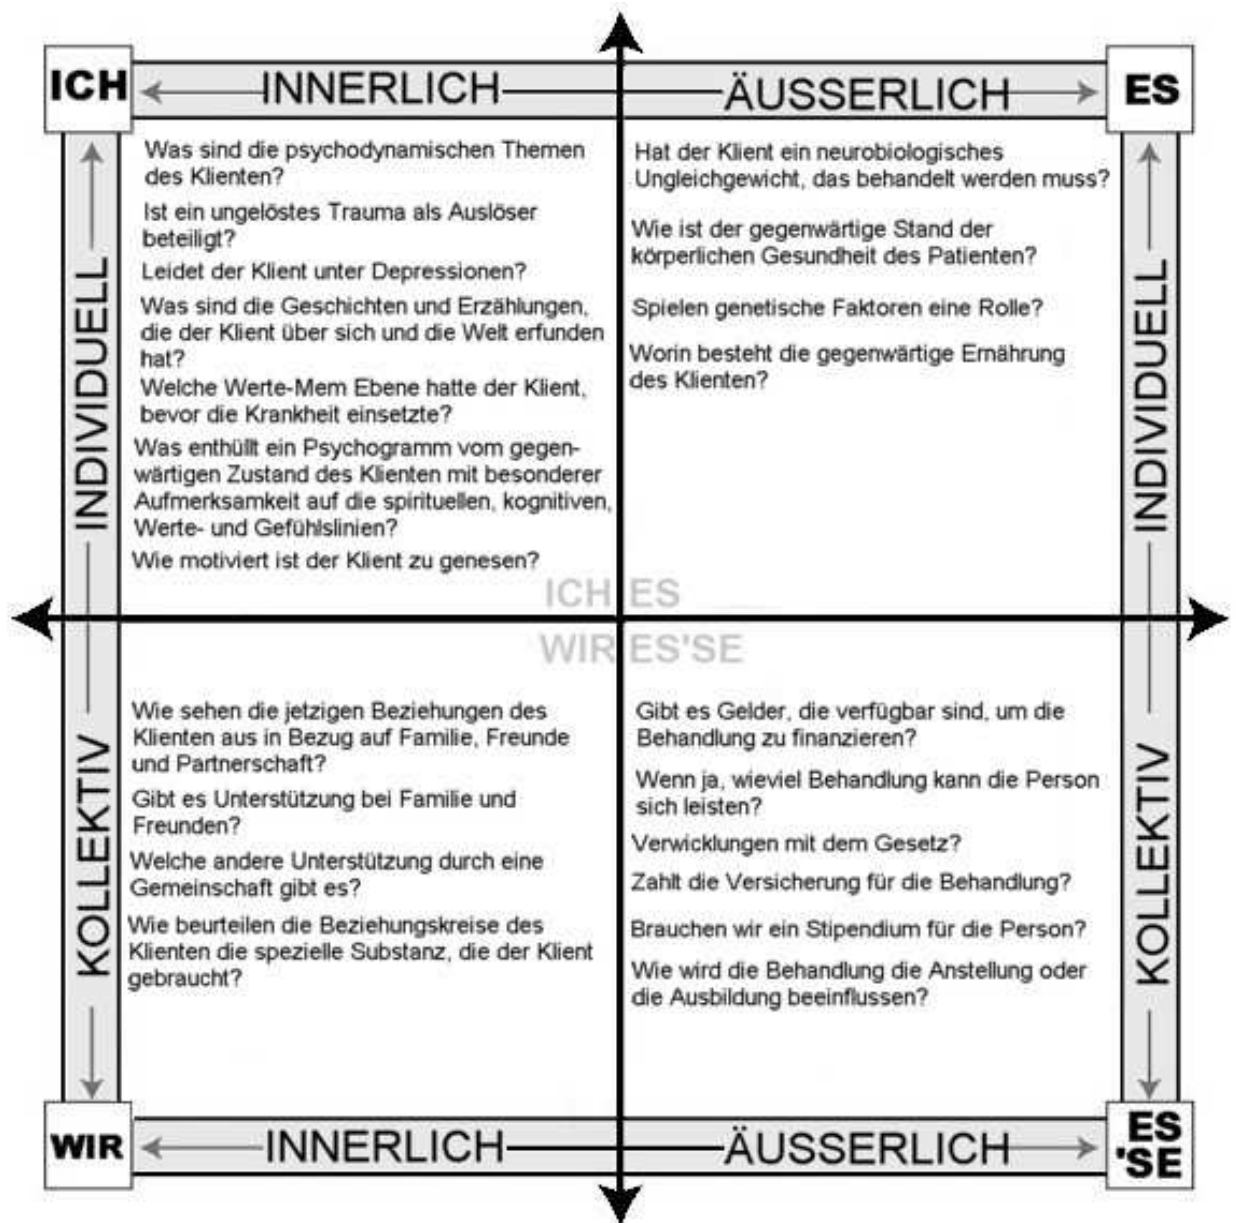 ICH
INNERLICH
ÄUSSERLICH
ES
INDIVIDUELL
Was sind die psychodynamischen Themen
des Klienten?
Ist ein ungelöstes Trauma als Auslöser
beteiligt?
Leidet der Klient unter Depressionen?
Was sind die Geschichten und Erzählungen,
die der Klient über sich und die Welt erfunden
hat?
Welche Werte-Mem Ebene hatte der Klient,
bevor die Krankheit einsetzte?
Was enthüllt ein Psychogramm vom gegen-
wärtigen Zustand des Klienten mit besonderer
Aufmerksamkeit auf die spirituellen, kognitiven,
Werte- und Gefühlslinien?
Wie motiviert ist der Klient zu genesen?
Hat der Klient ein neurobiologisches
Ungleichgewicht, das behandelt werden muss?
Wie ist der gegenwärtige Stand der
körperlichen Gesundheit des Patienten?
Spielen genetische Faktoren eine Rolle?
Worin besteht die gegenwärtige Ernährung
des Klienten?
INDIVIDUELL
ICH ES
WIR ES'SE
KOLLEKTIV
Wie sehen die jetzigen Beziehungen des
Klienten aus in Bezug auf Familie, Freunde
und Partnerschaft?
Gibt es Unterstützung bei Familie und
Freunden?
Welche andere Unterstützung durch eine
Gemeinschaft gibt es?
Wie beurteilen die Beziehungskreise des
Klienten die spezielle Substanz, die der Klient
gebraucht?
Gibt es Gelder, die verfügbar sind, um die
Behandlung zu finanzieren?
Wenn ja, wieviel Behandlung kann die Person
sich leisten?
Verwicklungen mit dem Gesetz?
Zahlt die Versicherung für die Behandlung?
Brauchen wir ein Stipendium für die Person?
Wie wird die Behandlung die Anstellung oder
die Ausbildung beeinflussen?
KOLLEKTIV
WIR
INNERLICH
ÄUSSERLICH
ES
'SE